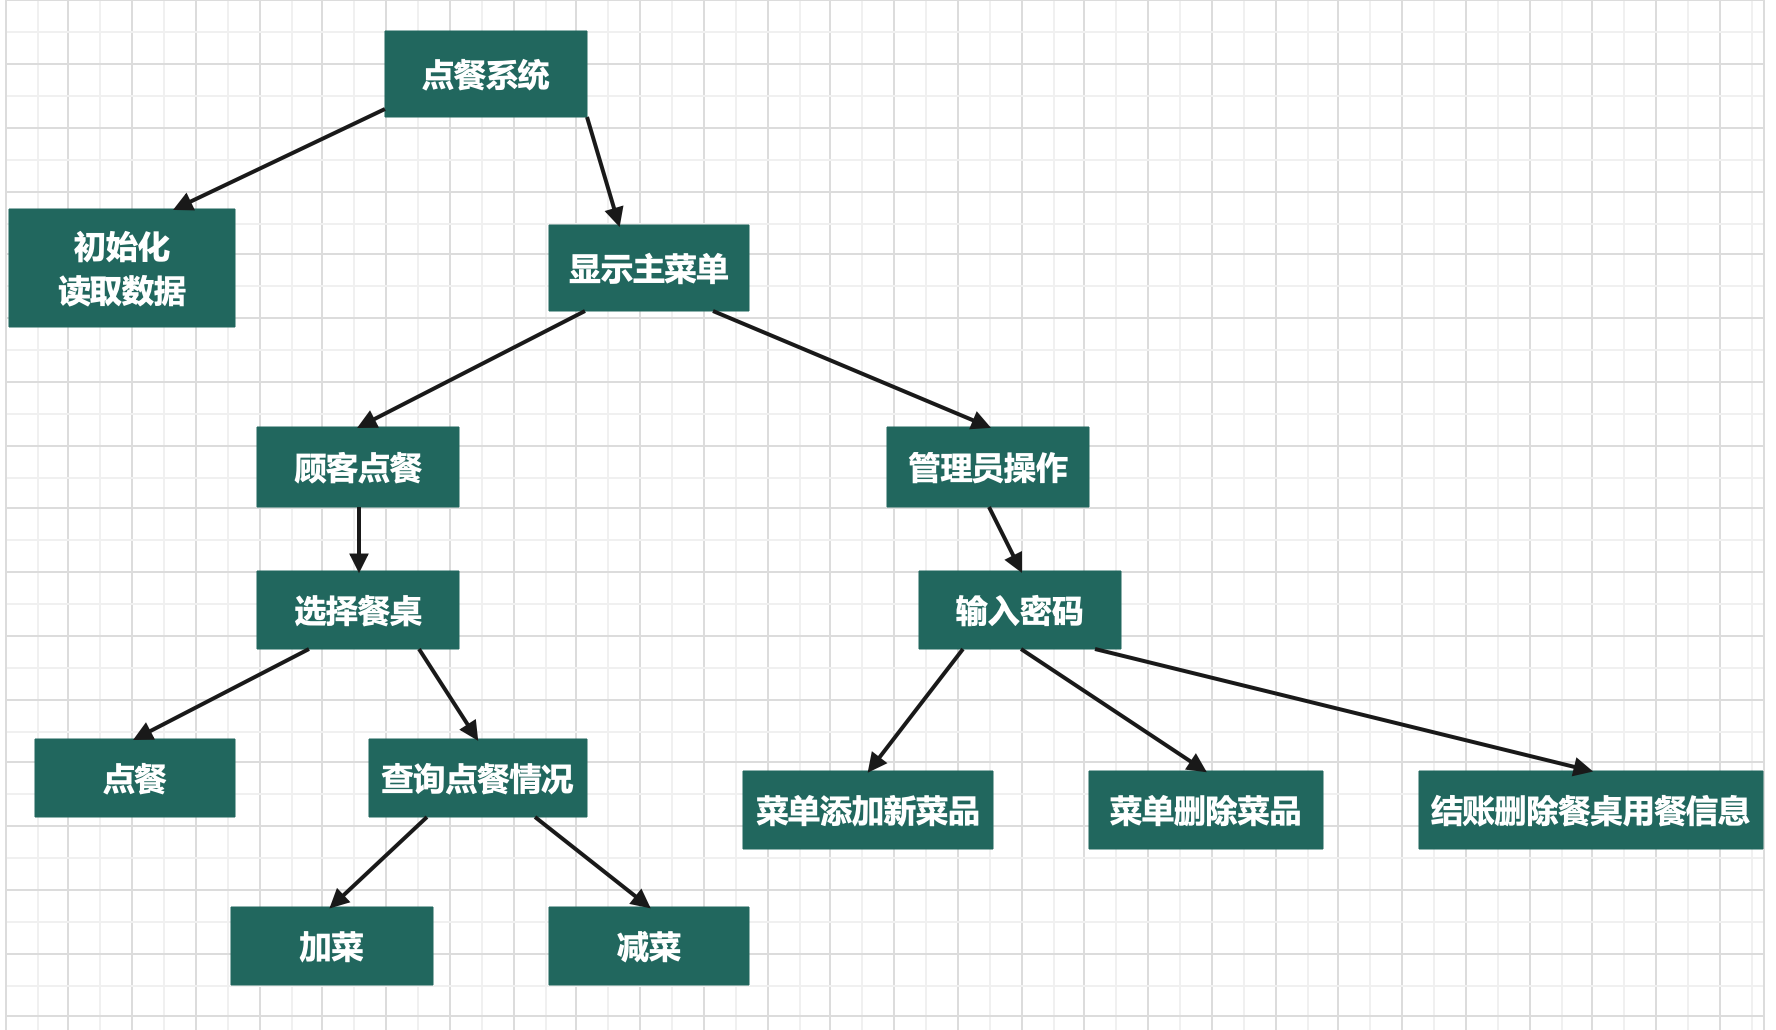 点餐系统
初始化
读取数据
显示主菜单
顾客点餐
管理员操作
选择餐桌
输入密码
点餐
查询点餐情况
菜单添加新菜品
菜单删除菜品
结账删除餐桌用餐信息
加菜
减菜